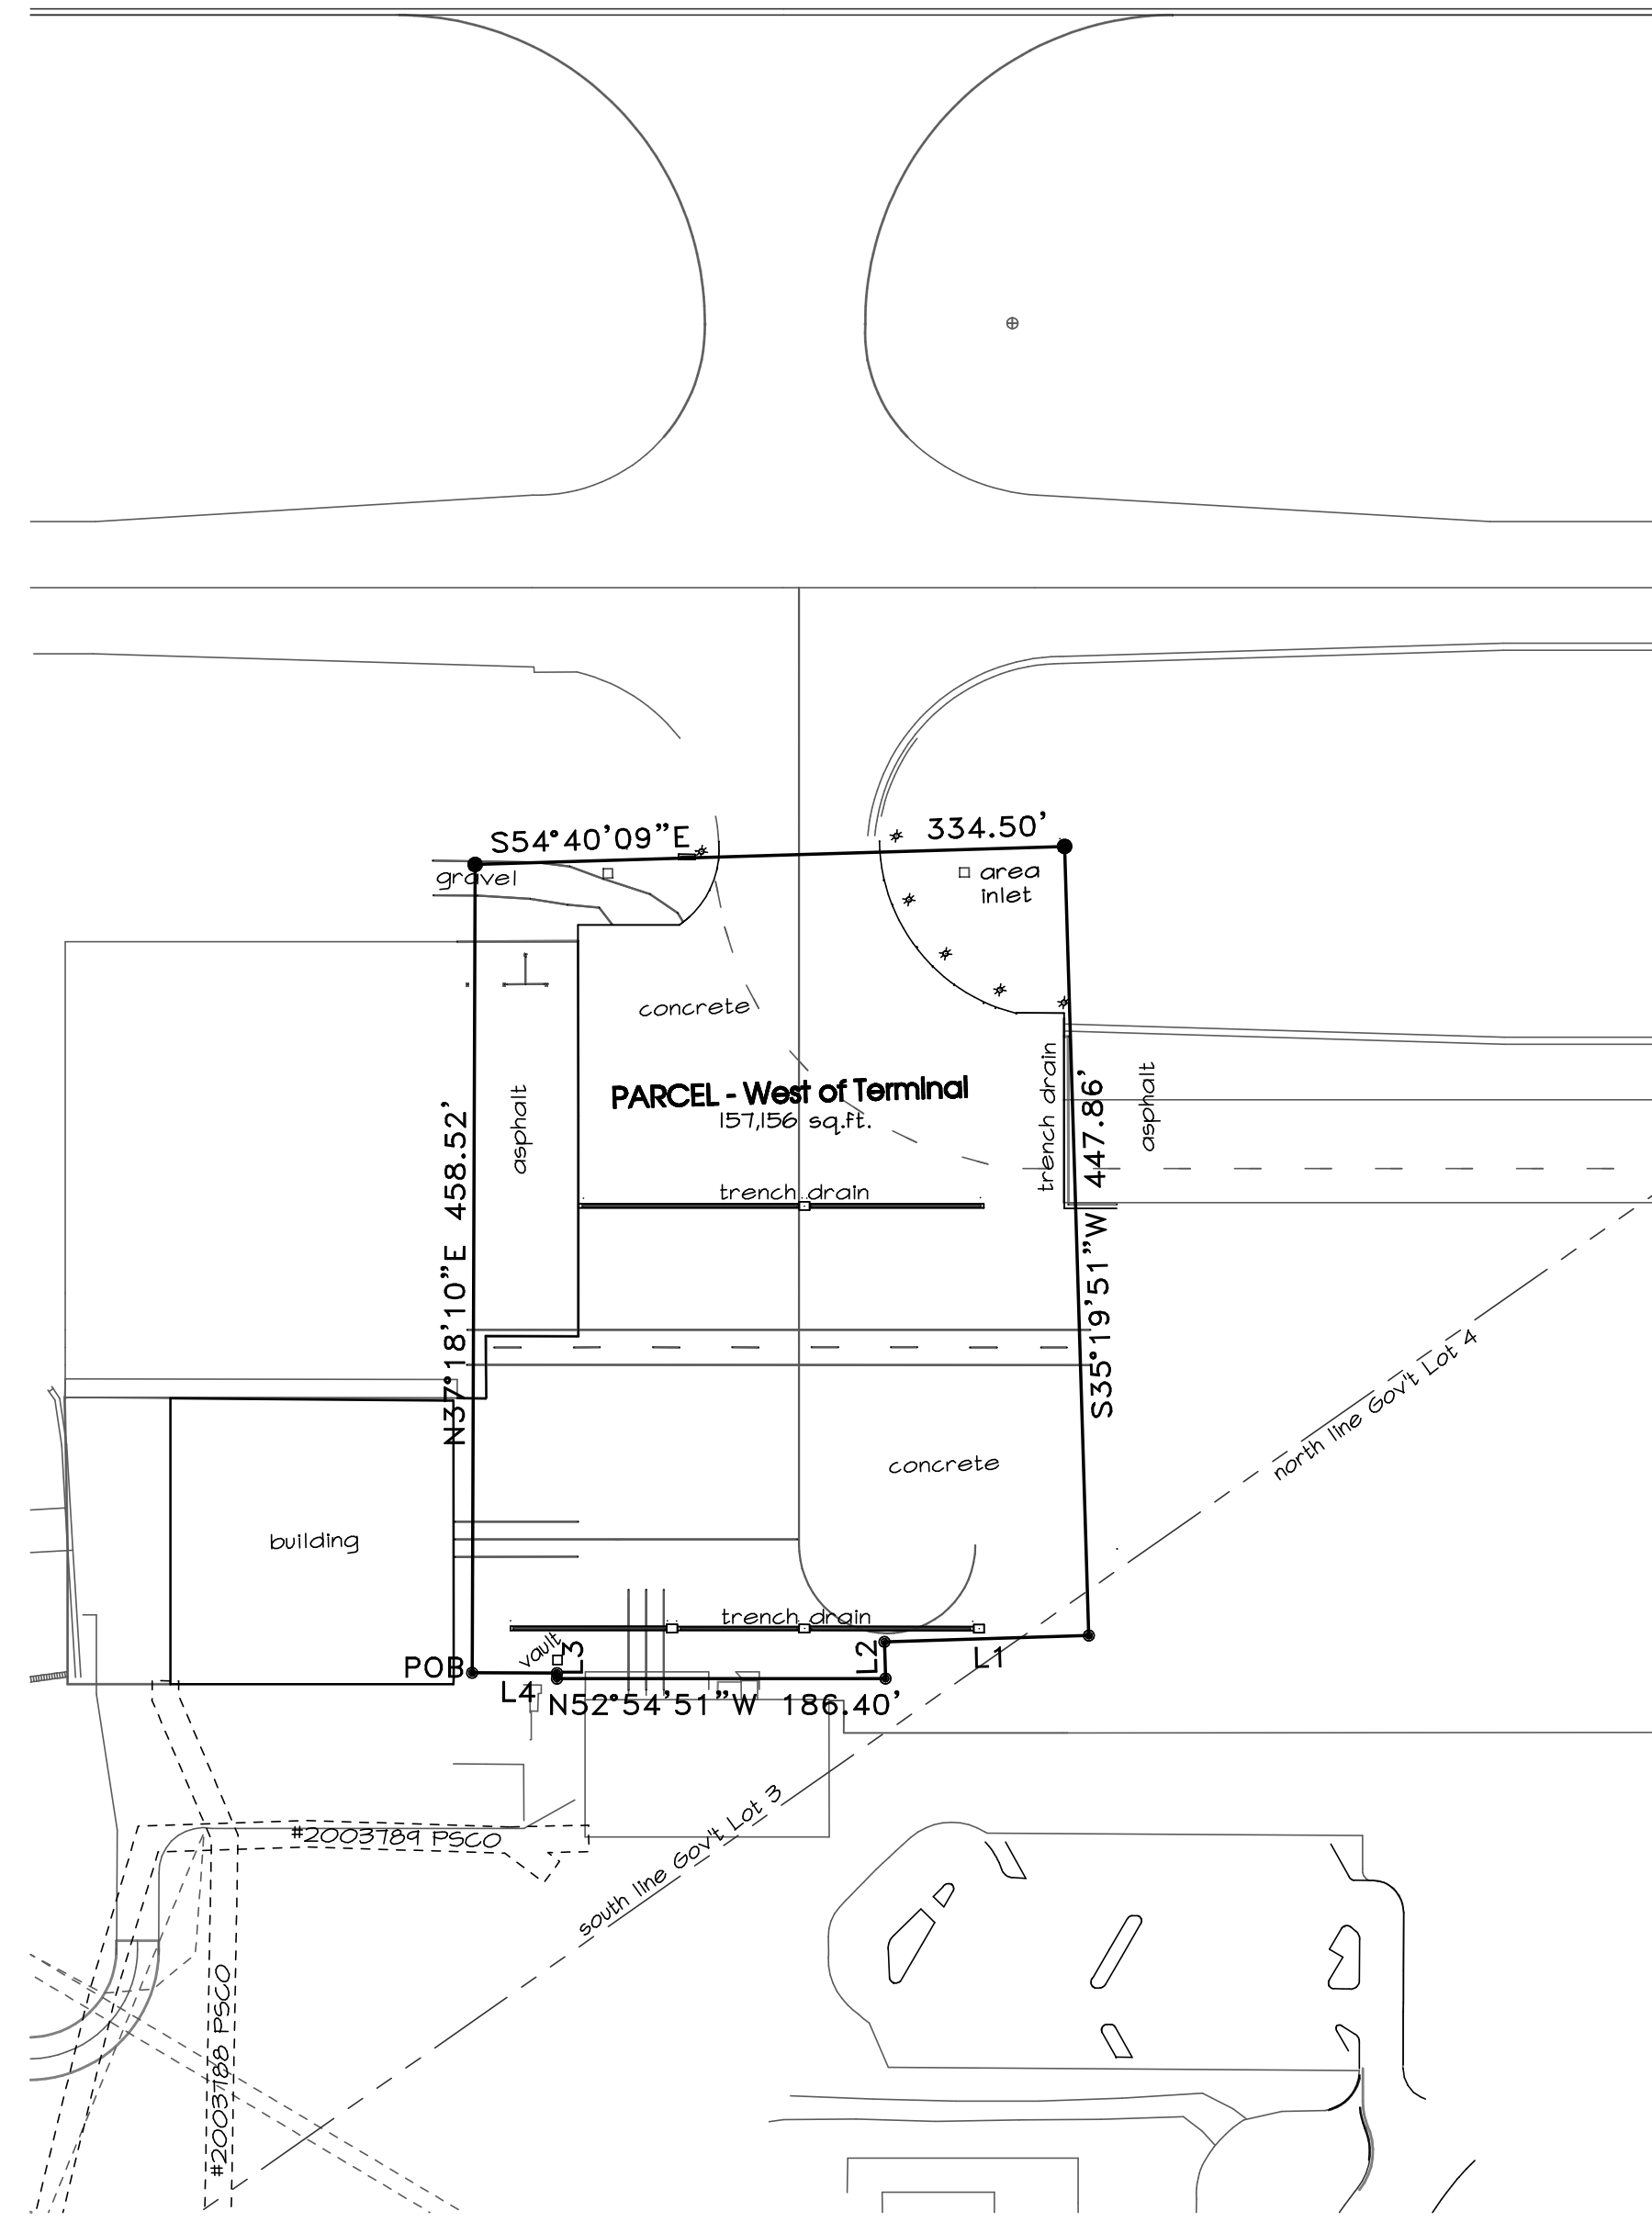 S54°40'09"E 334.50'
gravel
area
inlet
concrete
PARCEL - West of Terminal
157,156 sq.ft.
asphalt
trench drain
asphalt
trench drain
N37°18'10"E 458.52'
S35°19'51"W 447.86'
north line Gov't Lot 4
concrete
building
trench drain
vault
L3
L2
L1
POB
L4
N52°54'51"W 186.40'
south line Gov't Lot 3
#2003789 PSCO
#2003788 PSCO